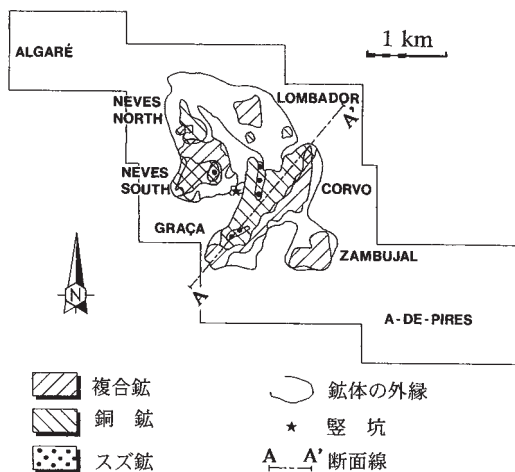 ALGARÉ
1 km
NEVES
NORTH
LOMBADOR
A'
NEVES
SOUTH
CORVO
GRAÇA
ZAMBUJAL
A
A-DE-PIRES
N
複合鉱
鉱体の外縁
銅 鉱
竪 坑
スズ鉱
A A' 断面線